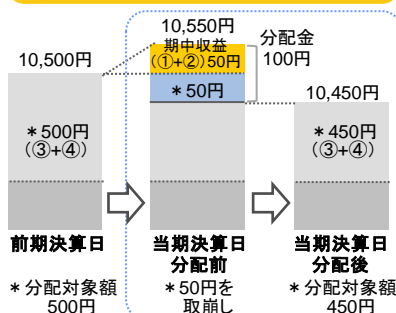 10,550円
期中収益
(①+②)50円
分配金
100円
10,500円
*50円
10,450円
*500円
(③+④)
*450円
(③+④)
前期決算日
当期決算日
分配前
当期決算日
分配後
*分配対象額
500円
*50円を
取崩し
*分配対象額
450円